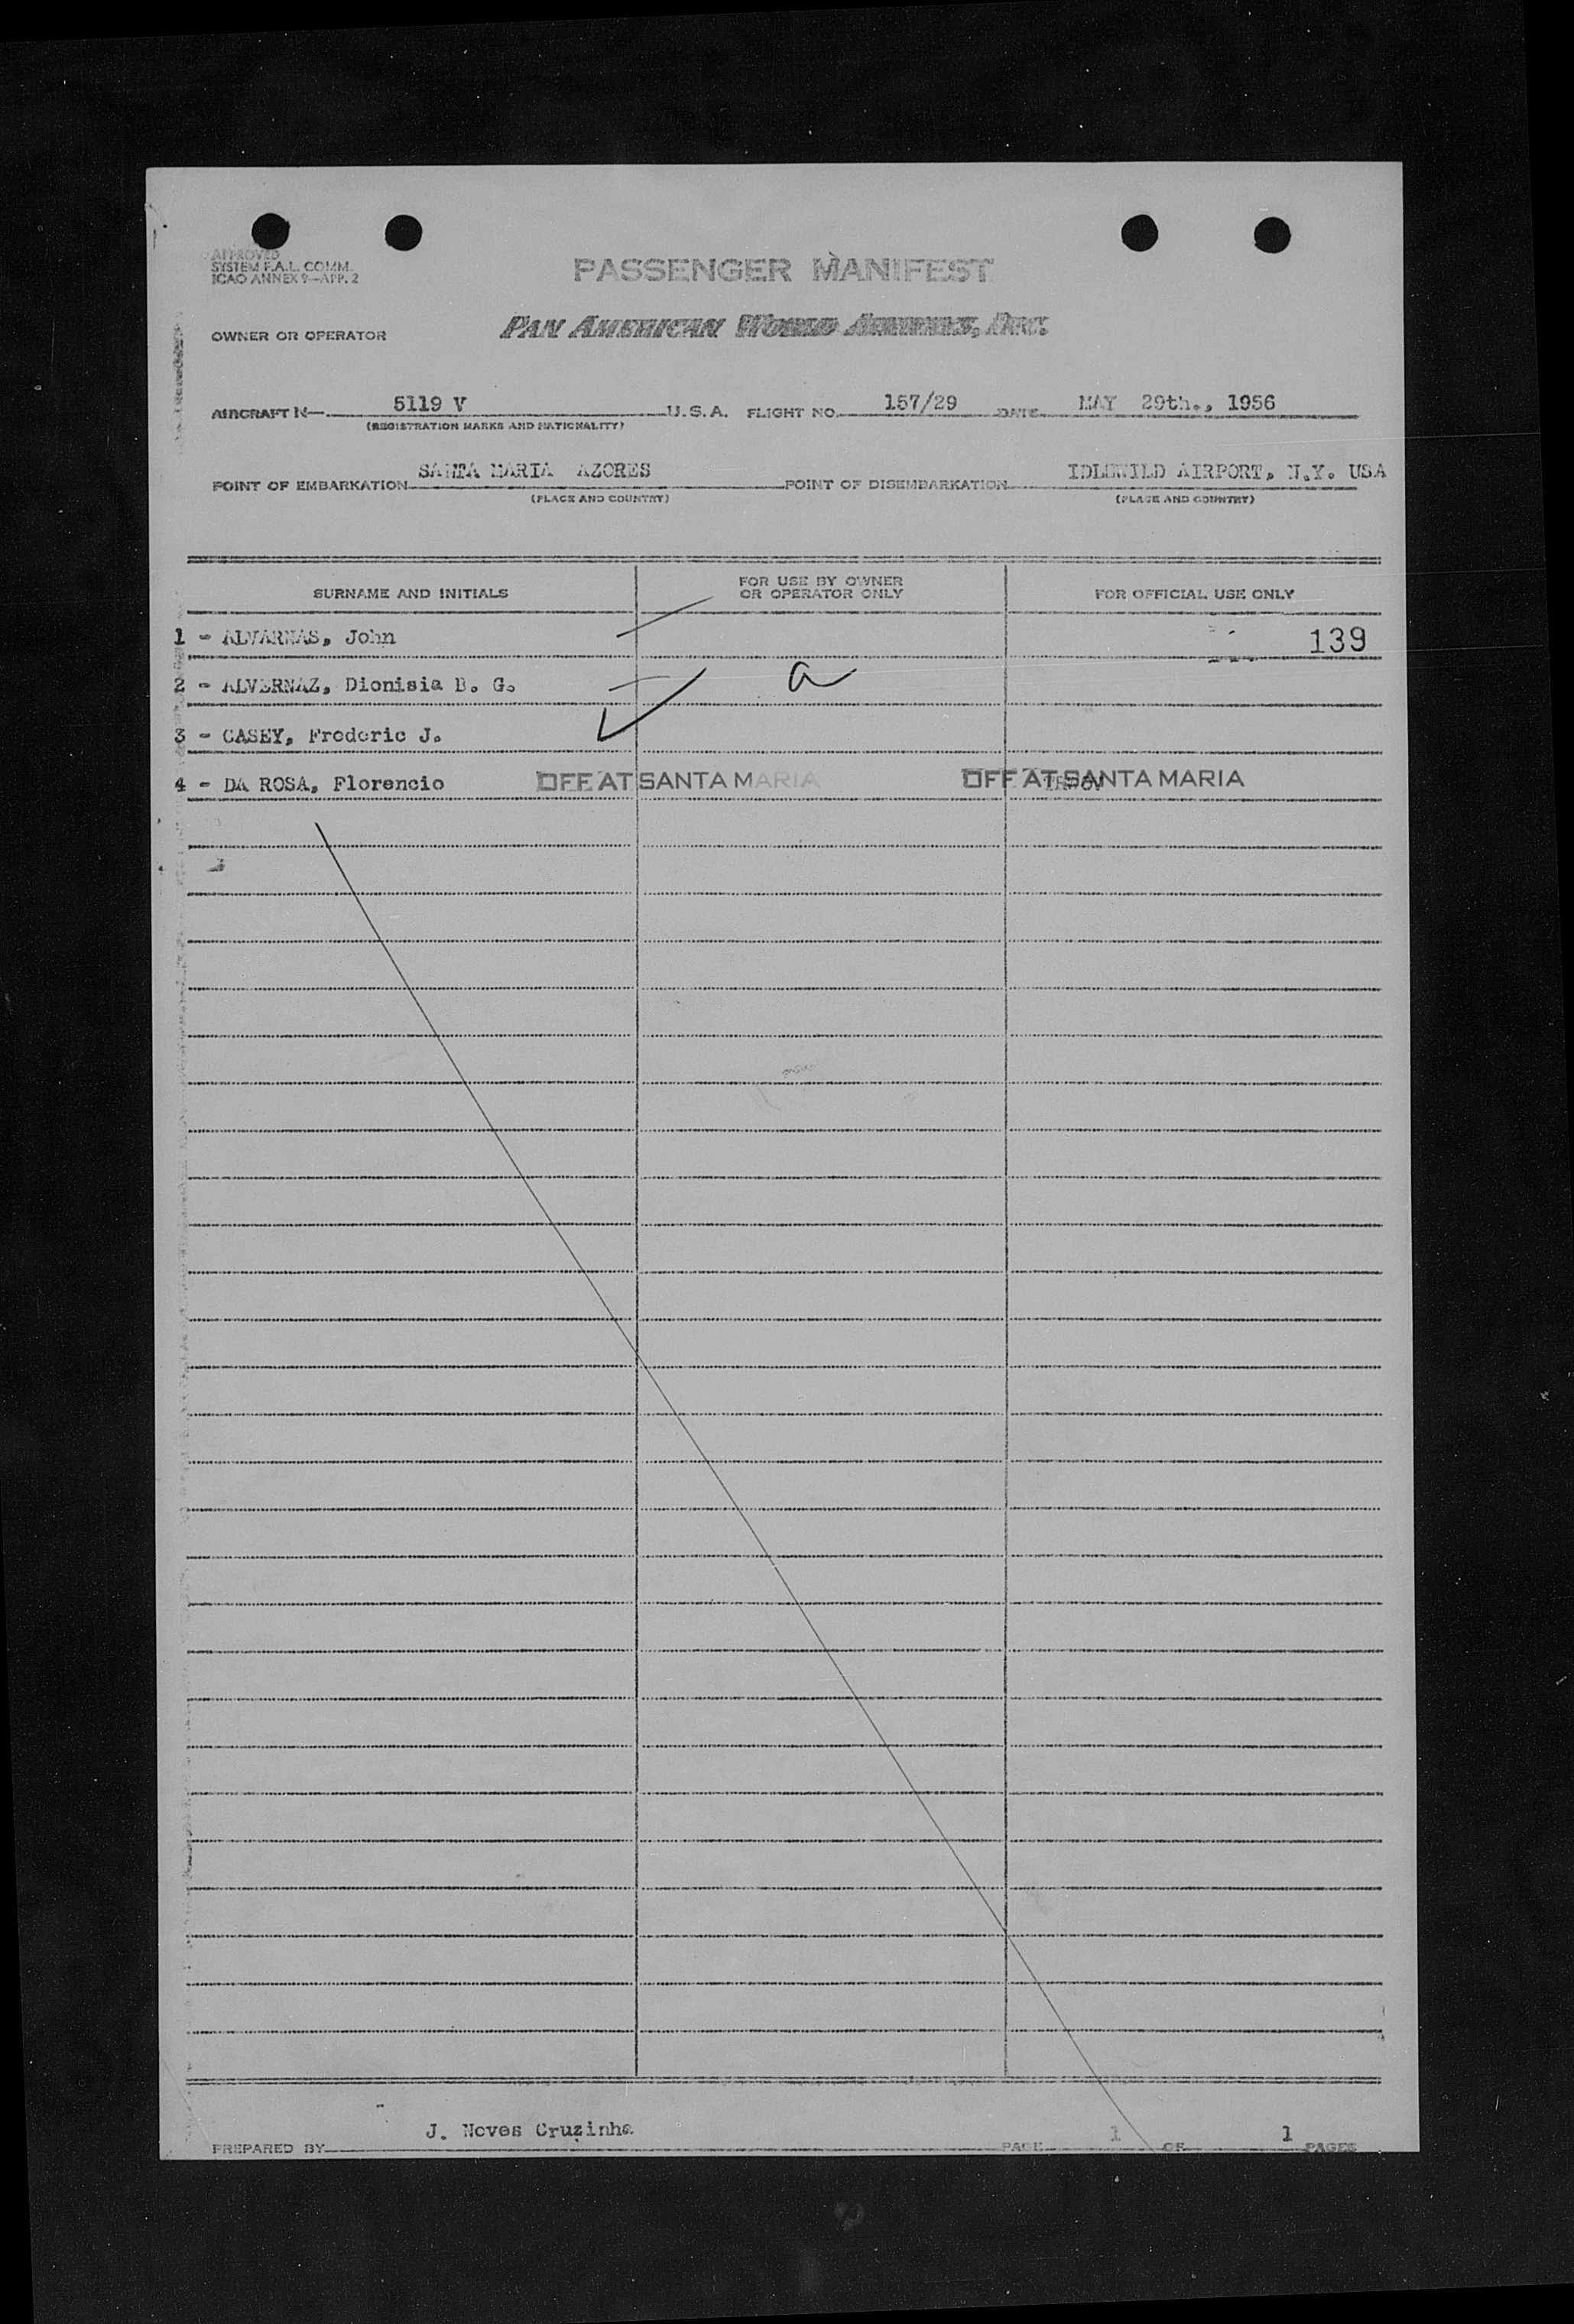 APPROVED
SYSTEM F.A.L. COMM.
ICAO ANNEX 9—APP. 2
PASSENGER MANIFEST
OWNER OR OPERATOR PAN AMERICAN WORLD AIRWAYS, INC.
AIRCRAFT N— 5119 V U.S.A. FLIGHT NO. 157/29 DATE MAY 29th., 1956
(REGISTRATION MARKS AND NATIONALITY)
POINT OF EMBARKATION SANTA MARIA AZORES POINT OF DISEMBARKATION IDLEWILD AIRPORT, N.Y. USA
(PLACE AND COUNTRY) (PLACE AND COUNTRY)
SURNAME AND INITIALS FOR USE BY OWNER OR OPERATOR ONLY FOR OFFICIAL USE ONLY
1 - ALVARNAS, John 139
2 - ALVERNAZ, Dionisia B. G. a
3 - CASEY, Frederic J.
4 - DA ROSA, Florencio OFF AT SANTA MARIA OFF AT SANTA MARIA
PREPARED BY J. Neves Cruzinha PAGE 1 OF 1 PAGES